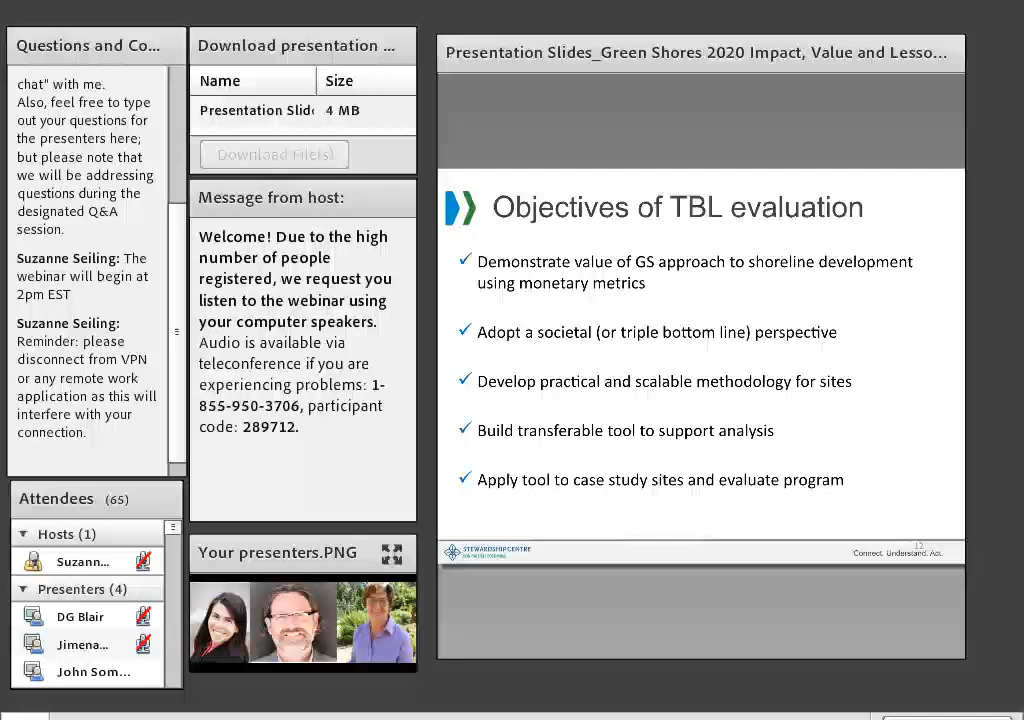 Questions and Co...
chat" with me.
Also, feel free to type
out your questions for
the presenters here;
but please note that
we will be addressing
questions during the
designated Q&A
session.
Suzanne Seiling: The
webinar will begin at
2pm EST
Suzanne Seiling:
Reminder: please
disconnect from VPN
or any remote work
application as this will
interfere with your
connection.
Attendees (65)
Hosts (1)
Suzann...
Presenters (4)
DG Blair
Jimena...
John Som...
Download presentation ...
Name Size
Presentation Slid 4 MB
Download File(s)
Message from host:
Welcome! Due to the high
number of people
registered, we request you
listen to the webinar using
your computer speakers.
Audio is available via
teleconference if you are
experiencing problems: 1-
855-950-3706, participant
code: 289712.
Your presenters.PNG
Presentation Slides_Green Shores 2020 Impact, Value and Lesso...
Objectives of TBL evaluation
✓ Demonstrate value of GS approach to shoreline development
using monetary metrics
✓ Adopt a societal (or triple bottom line) perspective
✓ Develop practical and scalable methodology for sites
✓ Build transferable tool to support analysis
✓ Apply tool to case study sites and evaluate program
STEWARDSHIP CENTRE
FOR BRITISH COLUMBIA
12
Connect. Understand. Act.